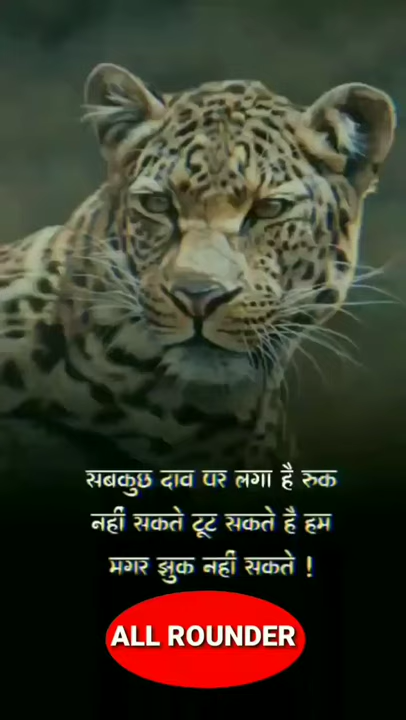 सबकुछ दाव पर लगा है रुक
नहीं सकते टूट सकते है हम
मगर झुक नहीं सकते !
ALL ROUNDER